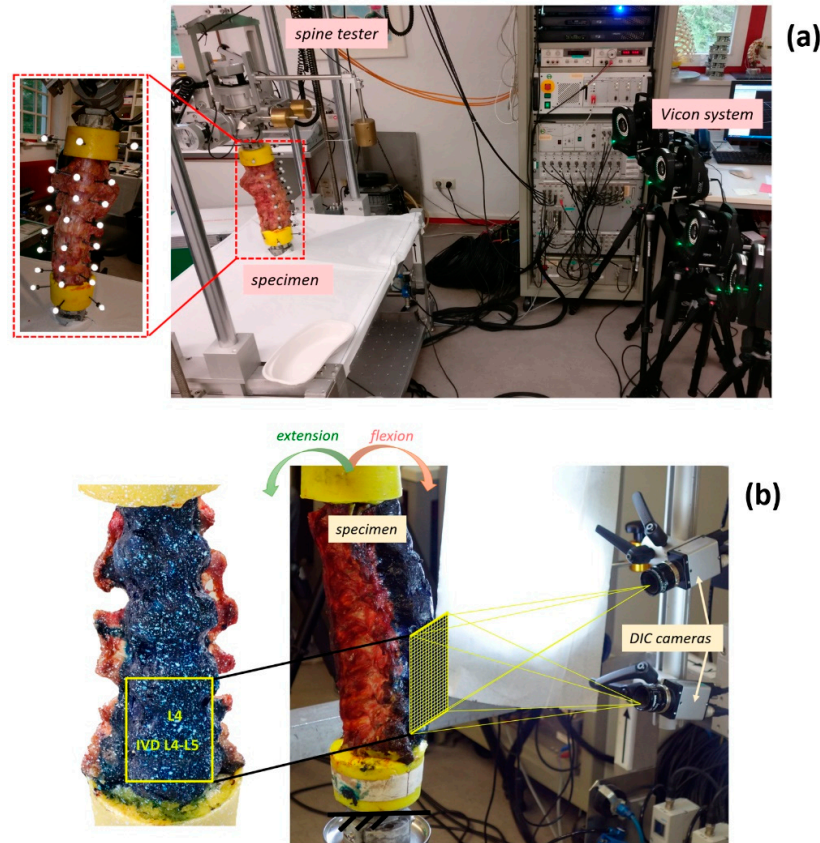 spine tester
(a)
Vicon system
specimen
extension
flexion
(b)
specimen
DIC cameras
L4
IVD L4-L5